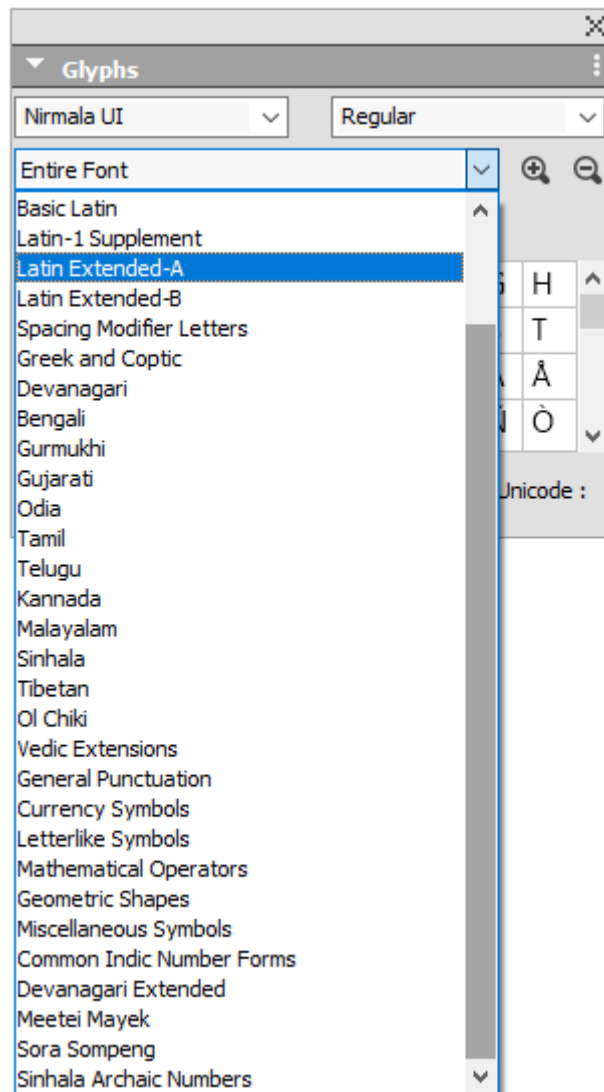 Glyphs
Nirmala UI Regular
Entire Font
Basic Latin
Latin-1 Supplement
Latin Extended-A
Latin Extended-B
Spacing Modifier Letters
Greek and Coptic
Devanagari
Bengali
Gurmukhi
Gujarati
Odia
Tamil
Telugu
Kannada
Malayalam
Sinhala
Tibetan
Ol Chiki
Vedic Extensions
General Punctuation
Currency Symbols
Letterlike Symbols
Mathematical Operators
Geometric Shapes
Miscellaneous Symbols
Common Indic Number Forms
Devanagari Extended
Meetei Mayek
Sora Sompeng
Sinhala Archaic Numbers
H
T
Å
Ò
Unicode :